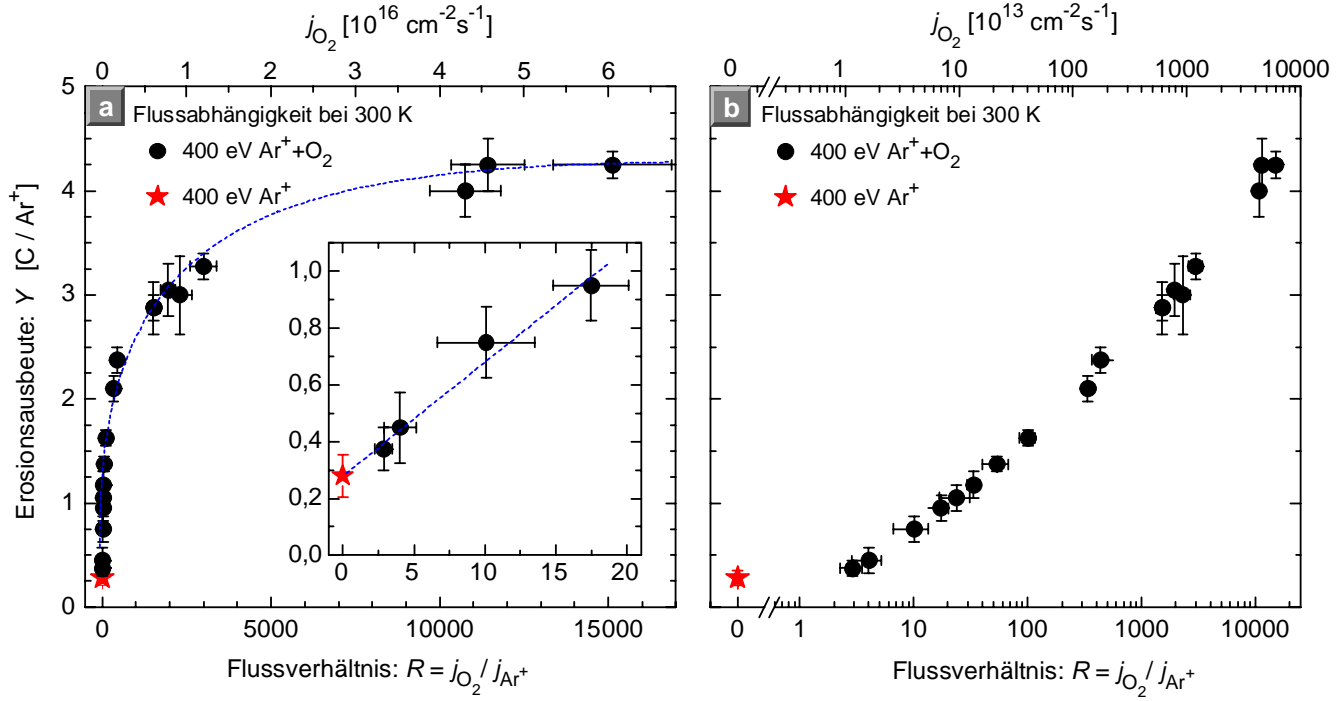 j_O₂ [10¹⁶ cm⁻²s⁻¹]
0 1 2 3 4 5 6
a
Flussabhängigkeit bei 300 K
400 eV Ar⁺+O₂
400 eV Ar⁺
Erosionsausbeute: Y [C / Ar⁺]
5
4
3
2
1
0
1,0
0,8
0,6
0,4
0,2
0,0
0 5 10 15 20
0 5000 10000 15000
Flussverhältnis: R = j_O₂ / j_Ar⁺
j_O₂ [10¹³ cm⁻²s⁻¹]
0 1 10 100 1000 10000
b
Flussabhängigkeit bei 300 K
400 eV Ar⁺+O₂
400 eV Ar⁺
0 1 10 100 1000 10000
Flussverhältnis: R = j_O₂ / j_Ar⁺